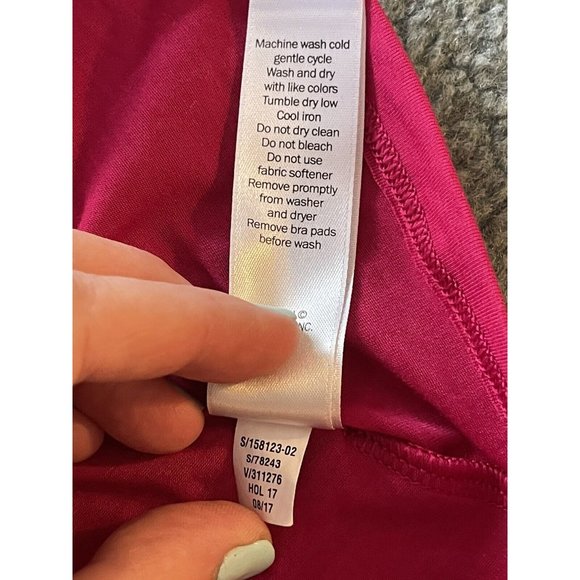 Machine wash cold
gentle cycle
Wash and dry
with like colors
Tumble dry low
Cool iron
Do not dry clean
Do not bleach
Do not use
fabric softener
Remove promptly
from washer
and dryer
Remove bra pads
before wash
©
NC.
S/158123-02
S/78243
V/311276
HOL 17
08/17